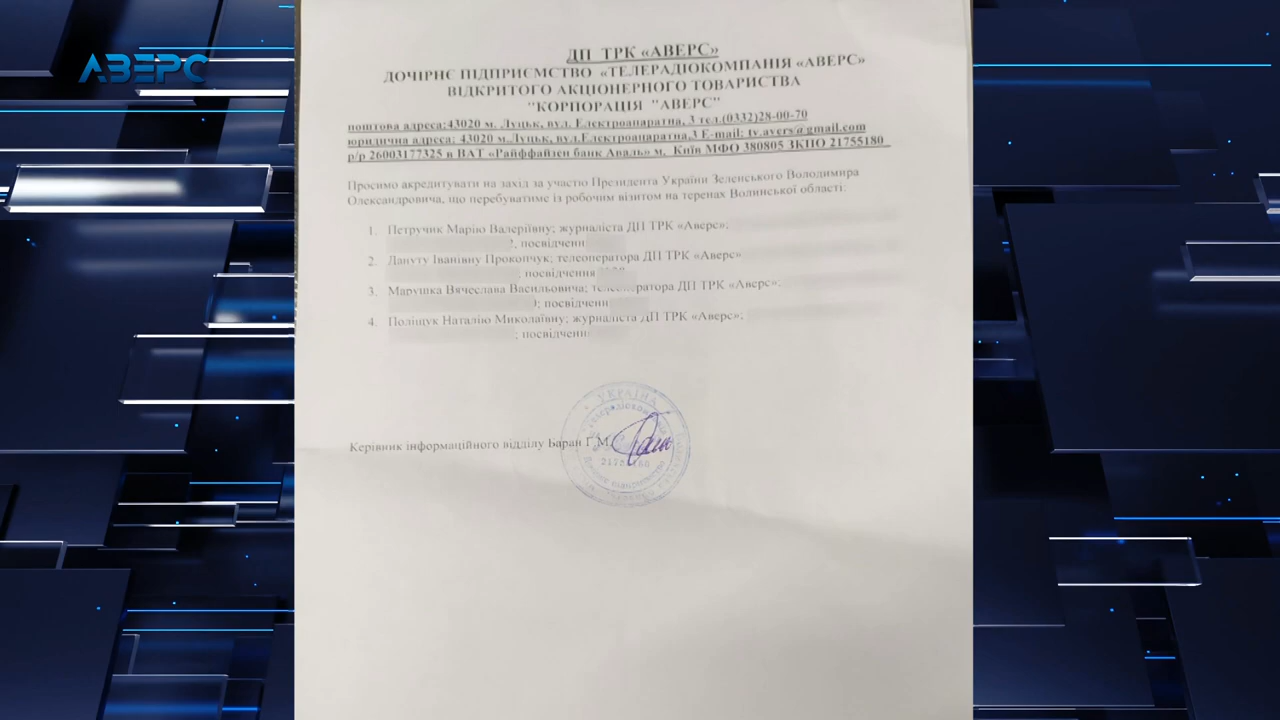 АВЕРС
ДП ТРК «АВЕРС»
ДОЧІРНЄ ПІДПРИЄМСТВО «ТЕЛЕРАДІОКОМПАНІЯ «АВЕРС»
ВІДКРИТОГО АКЦІОНЕРНОГО ТОВАРИСТВА
"КОРПОРАЦІЯ "АВЕРС"
поштова адреса:43020 м. Луцьк, вул. Електроапаратна, 3 тел.(0332)28-00-70
юридична адреса: 43020 м..Луцьк, вул.Електроапаратна,3 E-mail: tv.avers@gmail.com
р/р 26003177325 в ВАТ «Райффайзен банк Аваль» м. Київ МФО 380805 ЗКПО 21755180
Просимо акредитувати на захід за участю Президента України Зеленського Володимира
Олександровича, що перебуватиме із робочим візитом на теренах Волинської області:
1. Петручик Марію Валеріївну; журналіста ДП ТРК «Аверс»;
, посвідченн
2. Лануту Іванівну Прокопчук; телеоператора ДП ТРК «Аверс»
; посвідчення
3. Марушка Вячеслава Васильовича; телеоператора ДП ТРК «Аверс»;
; посвідченн
4. Поліщук Наталію Миколаївну; журналіста ДП ТРК «Аверс»;
; посвідченн
Керівник інформаційного відділу Баран Г.М.
УКРАЇНА